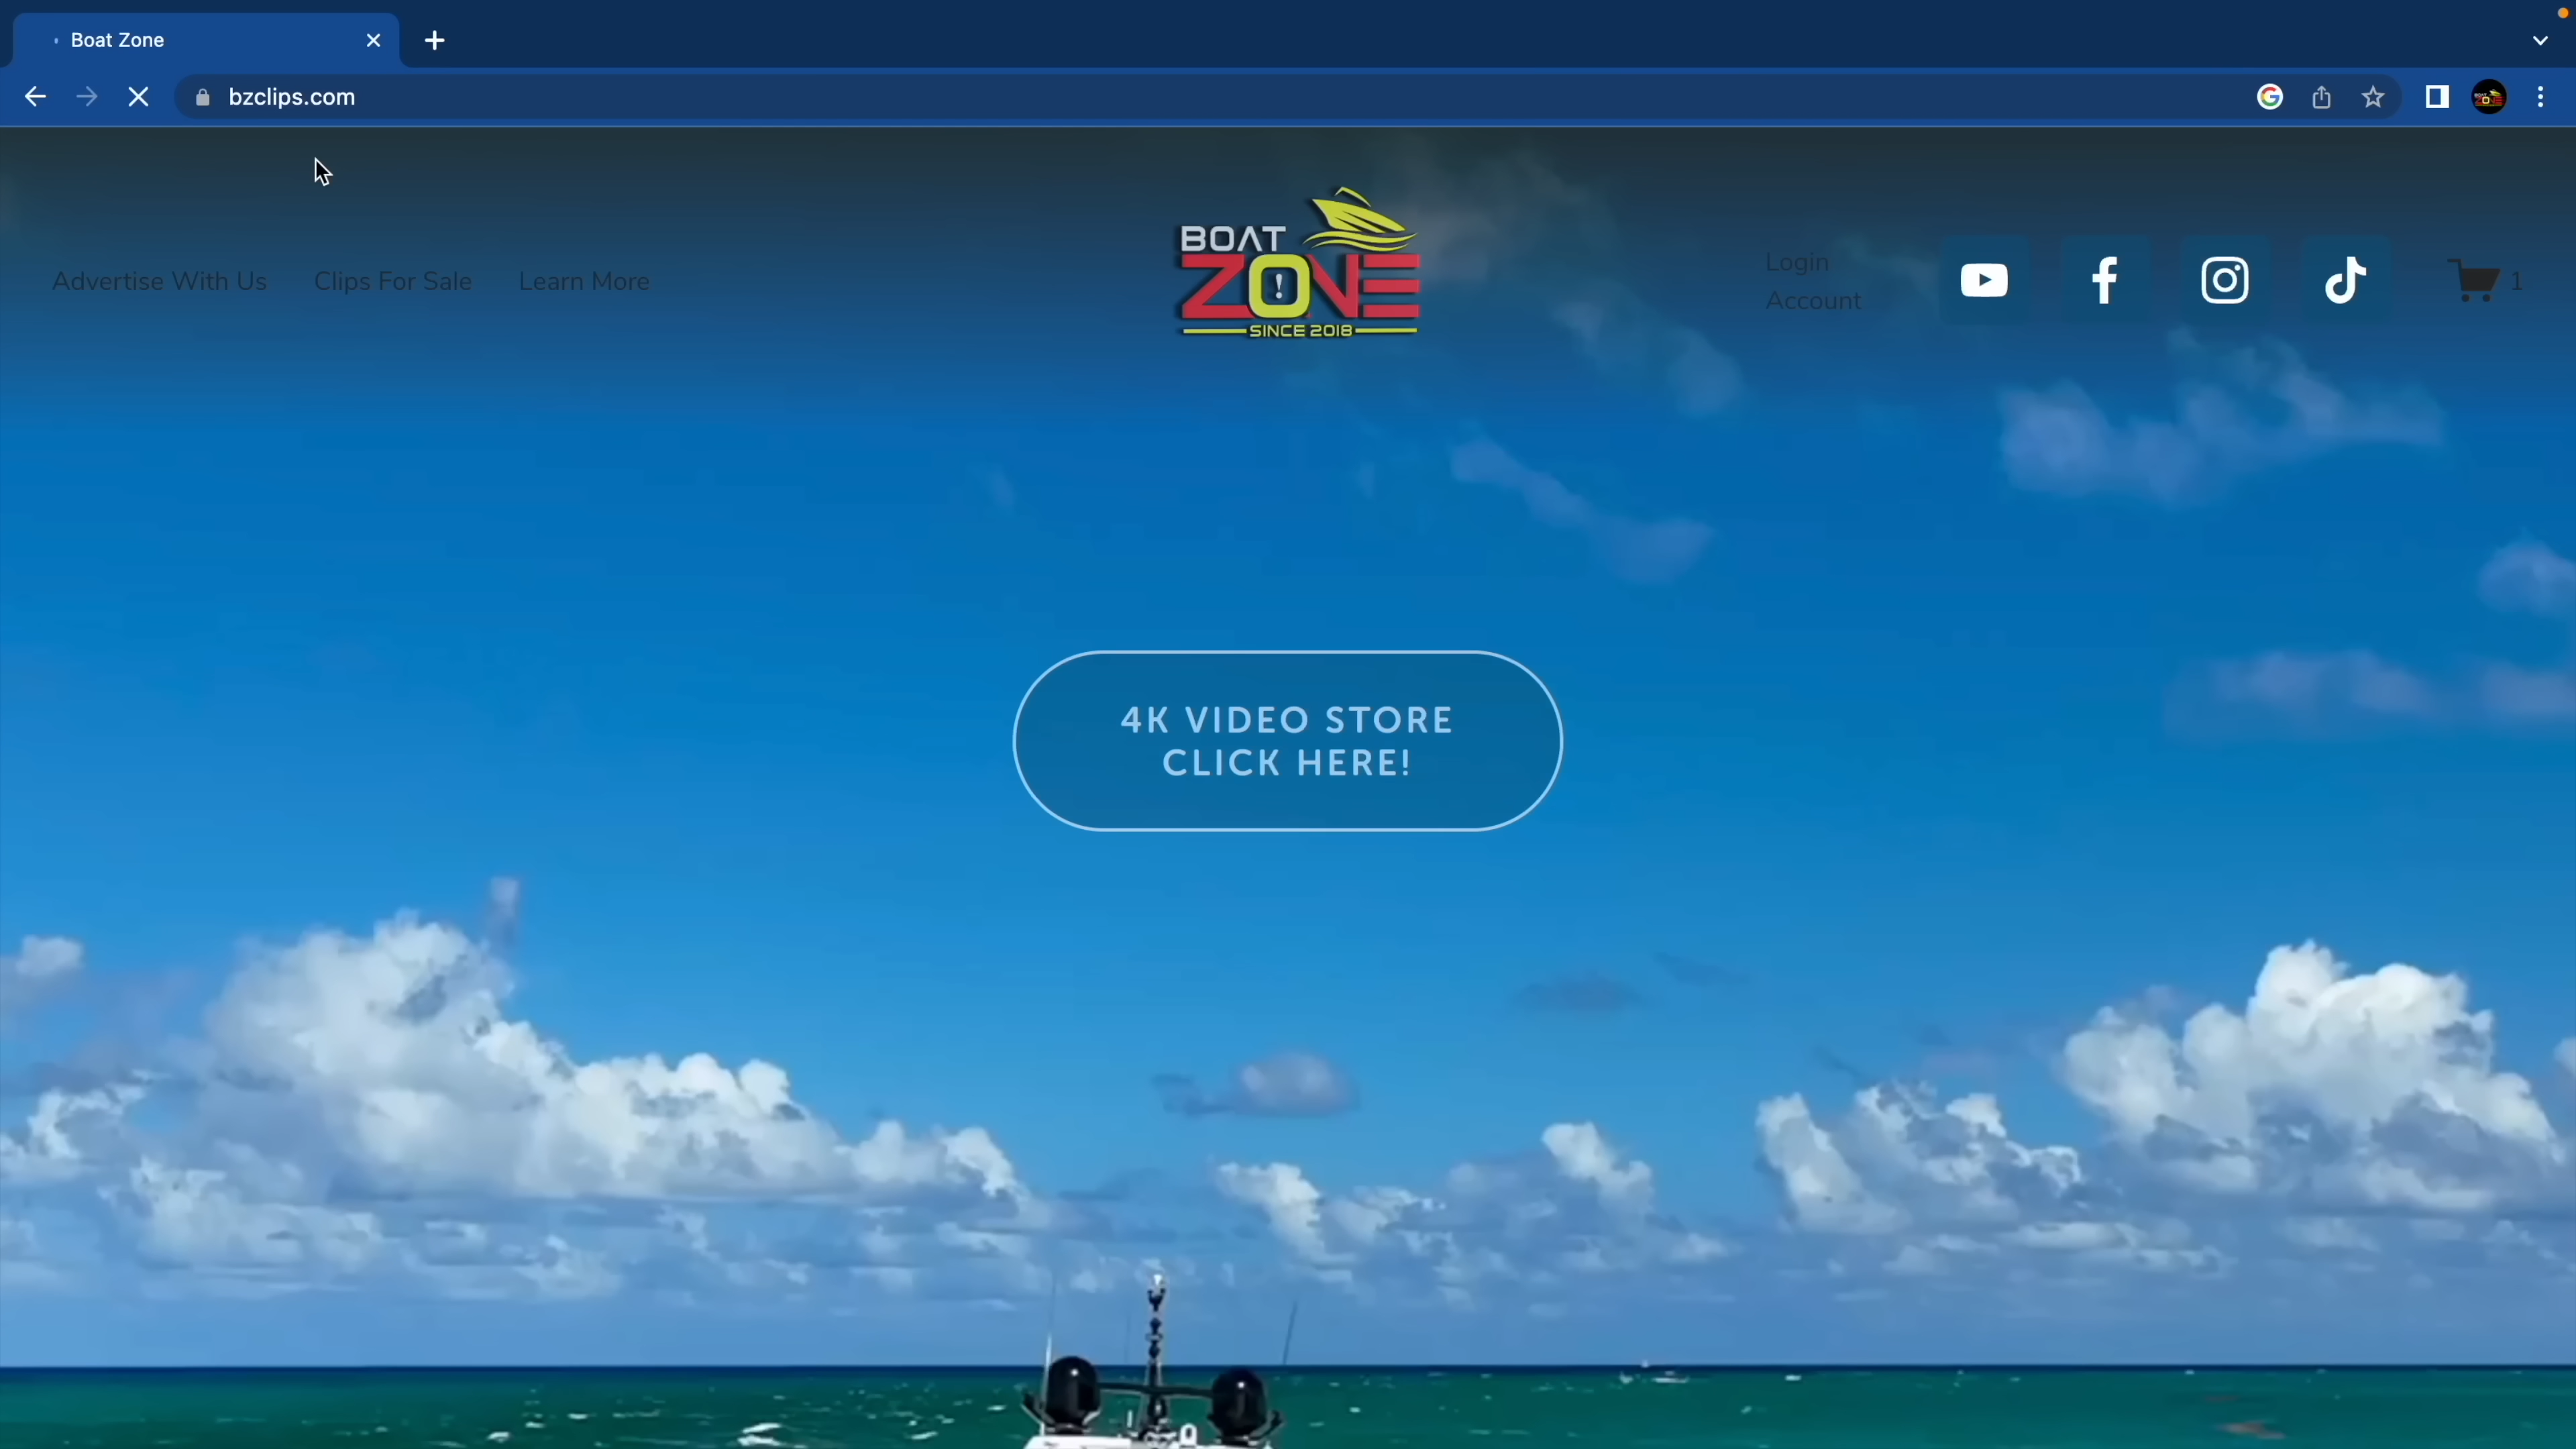 Boat Zone
bzclips.com
Advertise With Us
Clips For Sale
Learn More
BOAT
ZONE
!
SINCE 2018
Login
Account
1
4K VIDEO STORE
CLICK HERE!